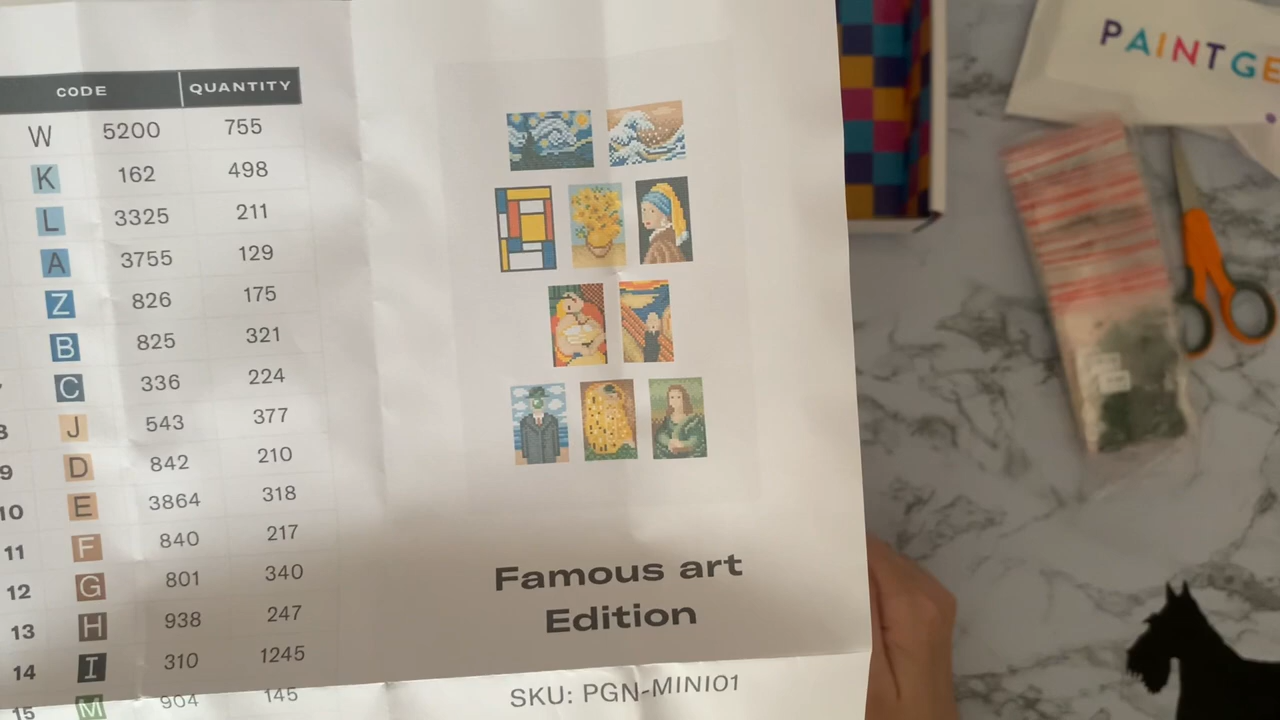 CODE QUANTITY
W 5200 755
K 162 498
L 3325 211
A 3755 129
Z 826 175
B 825 321
C 336 224
J 543 377
9 D 842 210
10 E 3864 318
11 F 840 217
12 G 801 340
13 H 938 247
14 I 310 1245
15 M 904 145
Famous art
Edition
SKU: PGN-MINI01
PAINTGE